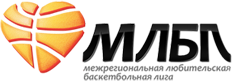 МЛБЛ
межрегиональная любительская
баскетбольная лига